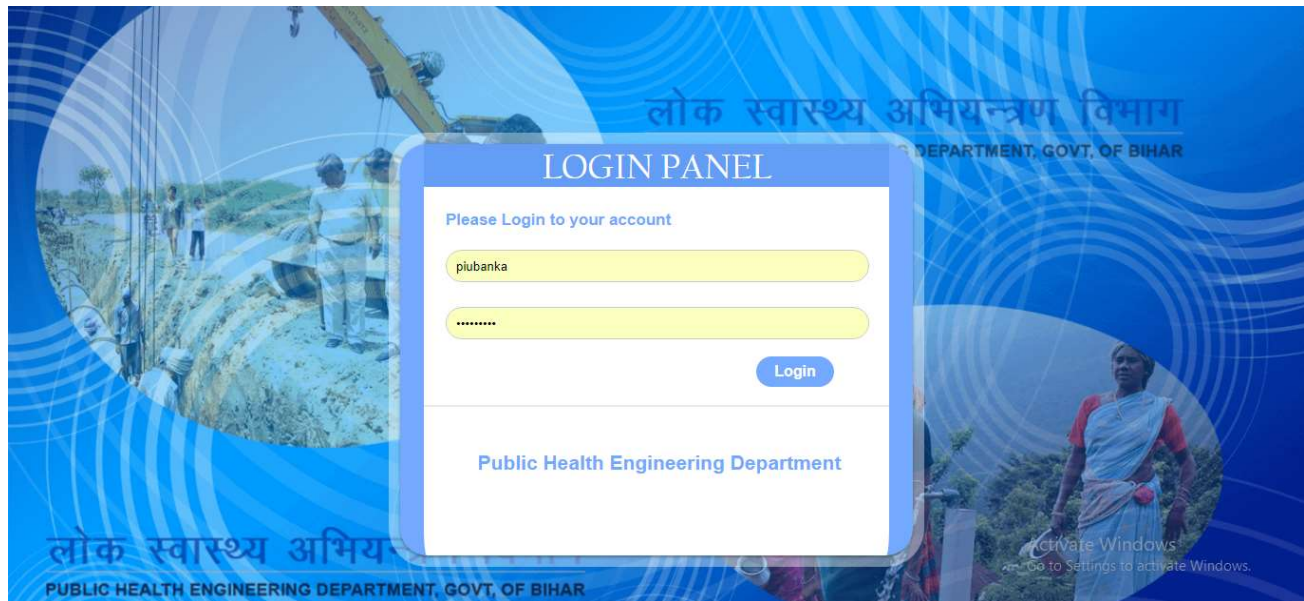 लोक स्वास्थ्य अभियन्त्रण विभाग
DEPARTMENT, GOVT. OF BIHAR
LOGIN PANEL
Please Login to your account
piubanka
•••••••••
Login
Public Health Engineering Department
लोक स्वास्थ्य
PUBLIC HEALTH ENGINEERING DEPARTMENT, GOVT. OF BIHAR
Activate Windows
Go to Settings to activate Windows.